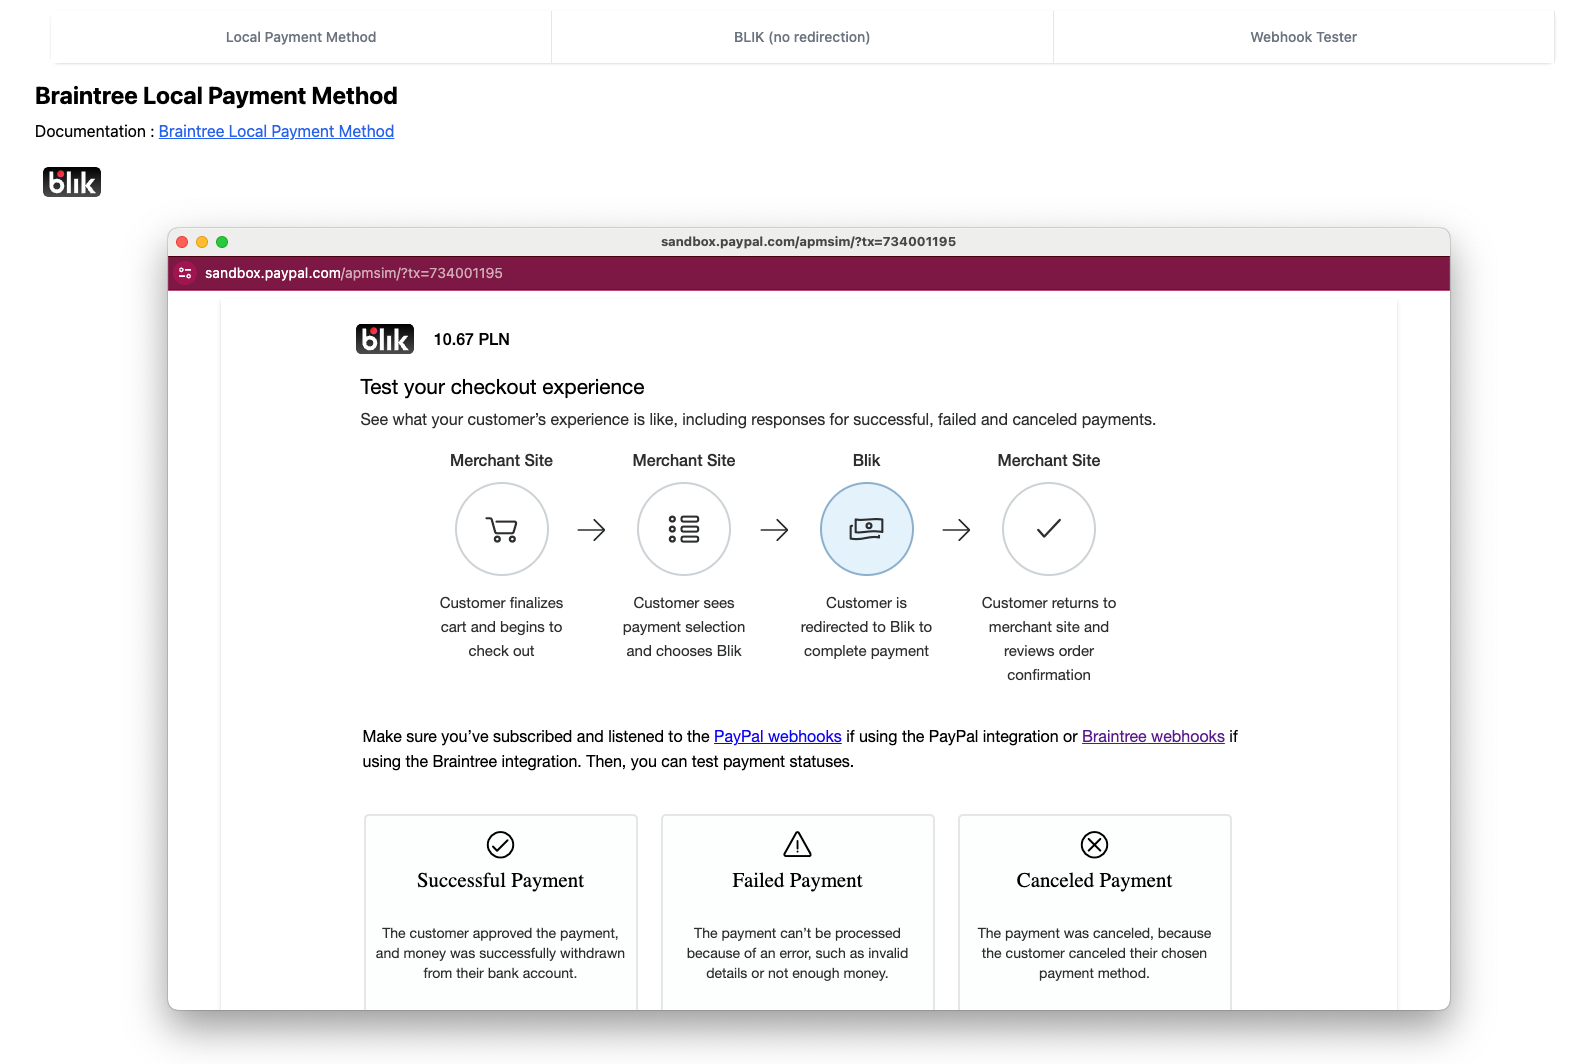 Local Payment Method
BLIK (no redirection)
Webhook Tester
Braintree Local Payment Method
Documentation : Braintree Local Payment Method
blik
sandbox.paypal.com/apmsim/?tx=734001195
sandbox.paypal.com/apmsim/?tx=734001195
blik 10.67 PLN
Test your checkout experience
See what your customer’s experience is like, including responses for successful, failed and canceled payments.
Merchant Site
Customer finalizes
cart and begins to
check out
Merchant Site
Customer sees
payment selection
and chooses Blik
Blik
Customer is
redirected to Blik to
complete payment
Merchant Site
Customer returns to
merchant site and
reviews order
confirmation
Make sure you’ve subscribed and listened to the PayPal webhooks if using the PayPal integration or Braintree webhooks if
using the Braintree integration. Then, you can test payment statuses.
Successful Payment
The customer approved the payment,
and money was successfully withdrawn
from their bank account.
Failed Payment
The payment can’t be processed
because of an error, such as invalid
details or not enough money.
Canceled Payment
The payment was canceled, because
the customer canceled their chosen
payment method.